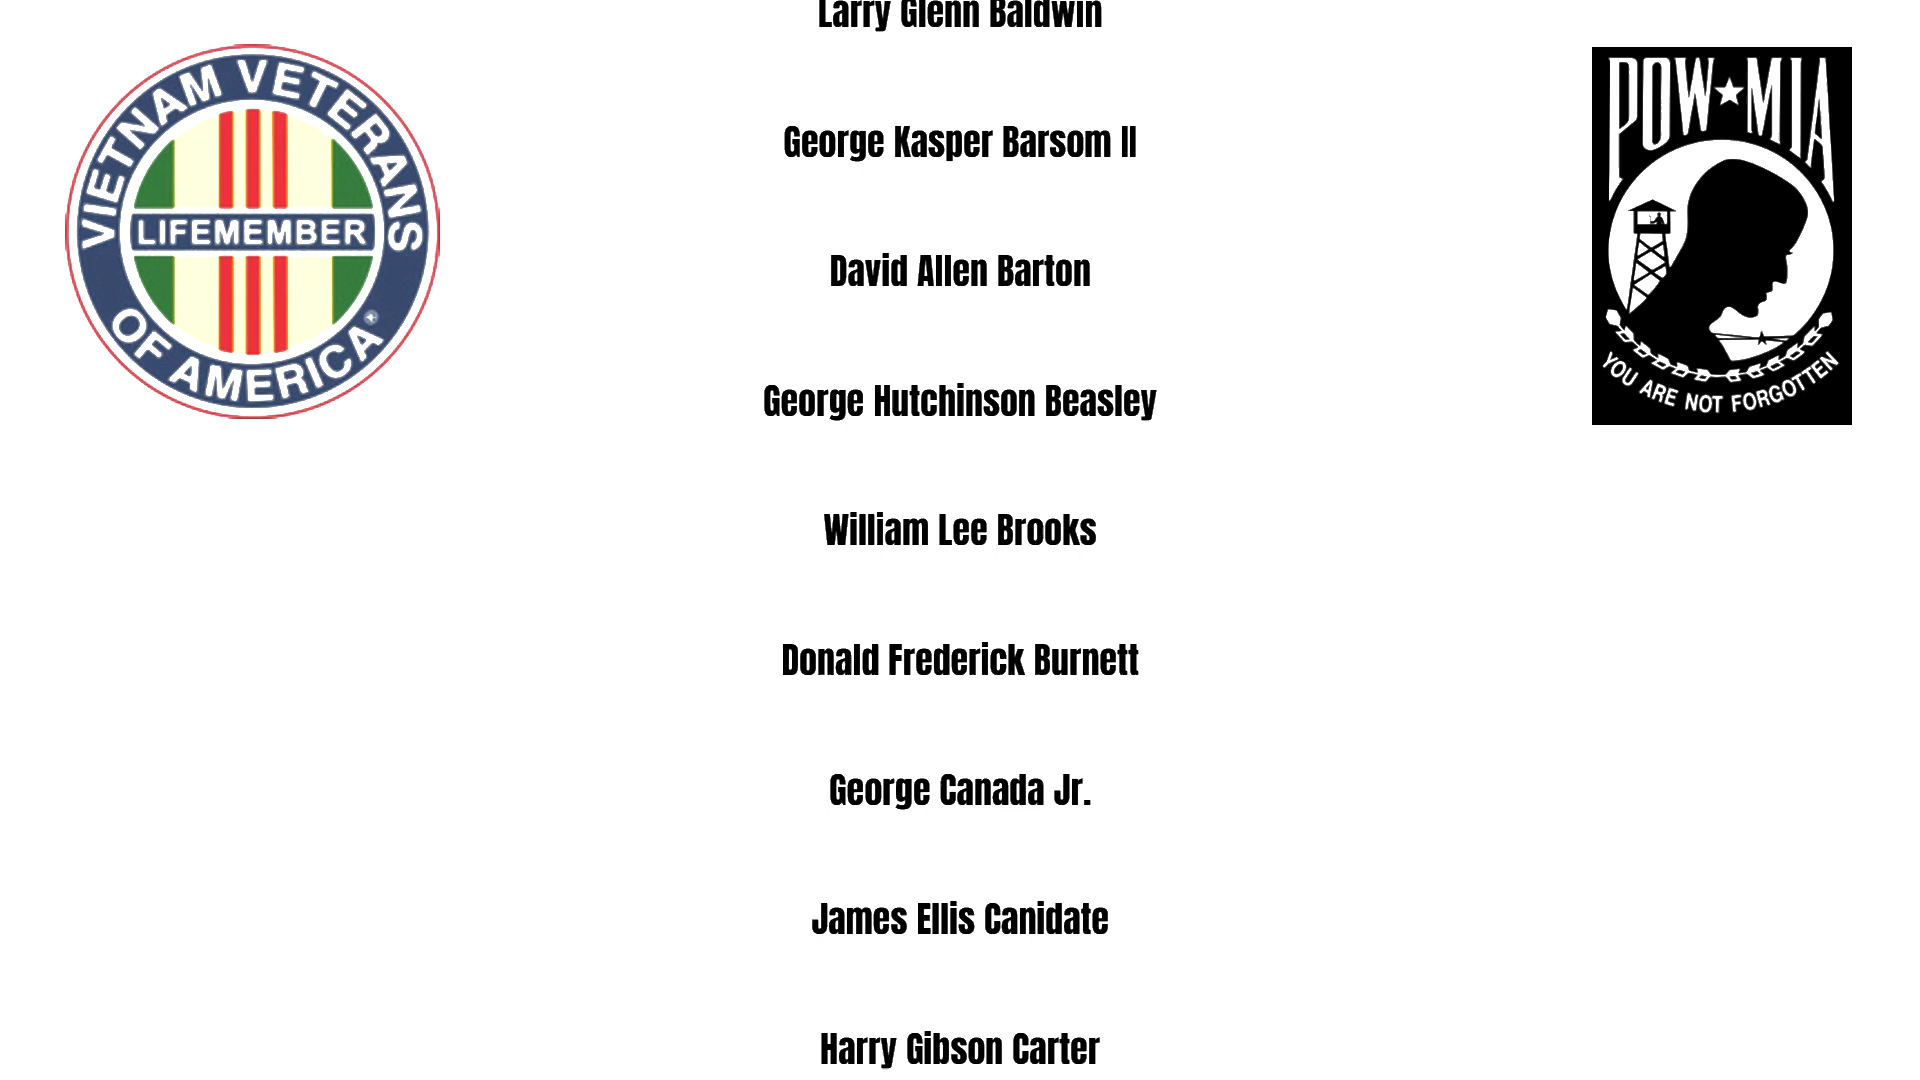 VIETNAM VETERANS
LIFEMEMBER
OF AMERICA
Larry Glenn Baldwin
George Kasper Barsom II
David Allen Barton
George Hutchinson Beasley
William Lee Brooks
Donald Frederick Burnett
George Canada Jr.
James Ellis Canidate
Harry Gibson Carter
POW★MIA
YOU ARE NOT FORGOTTEN